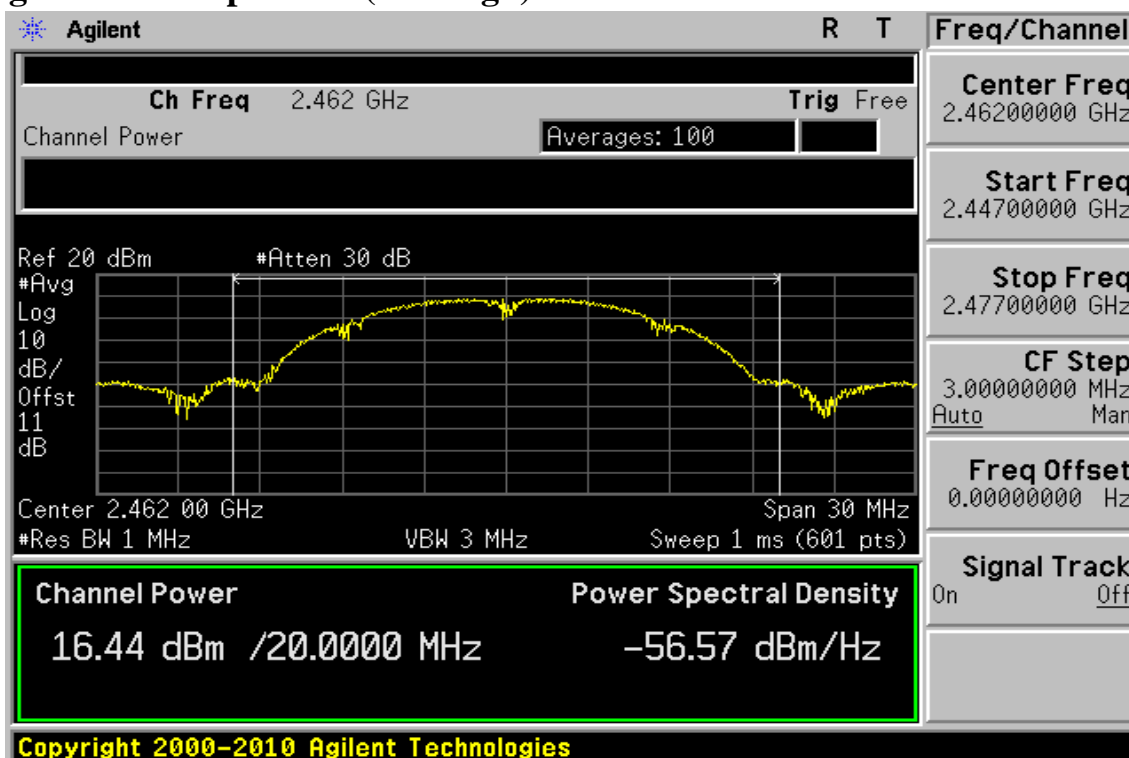 Agilent R T Freq/Channel
Ch Freq 2.462 GHz Trig Free
Channel Power Averages: 100
Center Freq
2.46200000 GHz
Start Freq
2.44700000 GHz
Stop Freq
2.47700000 GHz
CF Step
3.00000000 MHz
Auto Man
Freq Offset
0.00000000 Hz
Signal Track
On Off
Ref 20 dBm #Atten 30 dB
#Avg
Log
10
dB/
Offst
11
dB
Center 2.462 00 GHz Span 30 MHz
#Res BW 1 MHz VBW 3 MHz Sweep 1 ms (601 pts)
Channel Power Power Spectral Density
16.44 dBm /20.0000 MHz -56.57 dBm/Hz
Copyright 2000-2010 Agilent Technologies